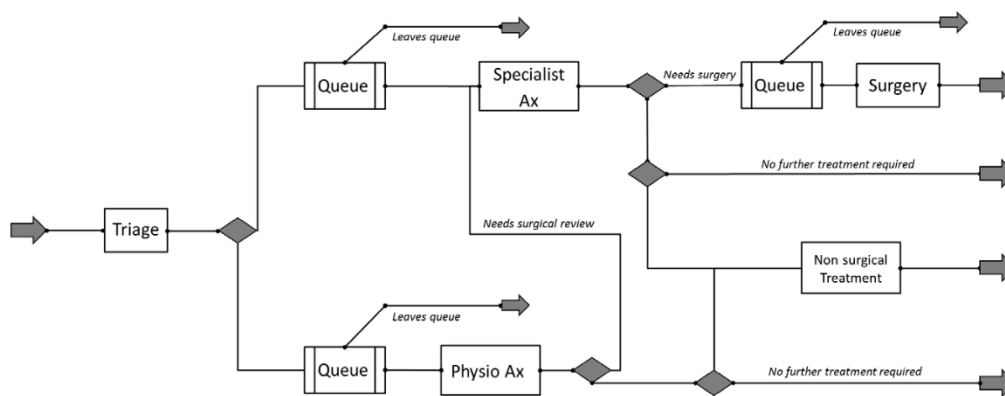 Leaves queue
Leaves queue
Queue
Specialist
Ax
Needs surgery
Queue
Surgery
No further treatment required
Triage
Needs surgical review
Non surgical
Treatment
Leaves queue
Queue
Physio Ax
No further treatment required